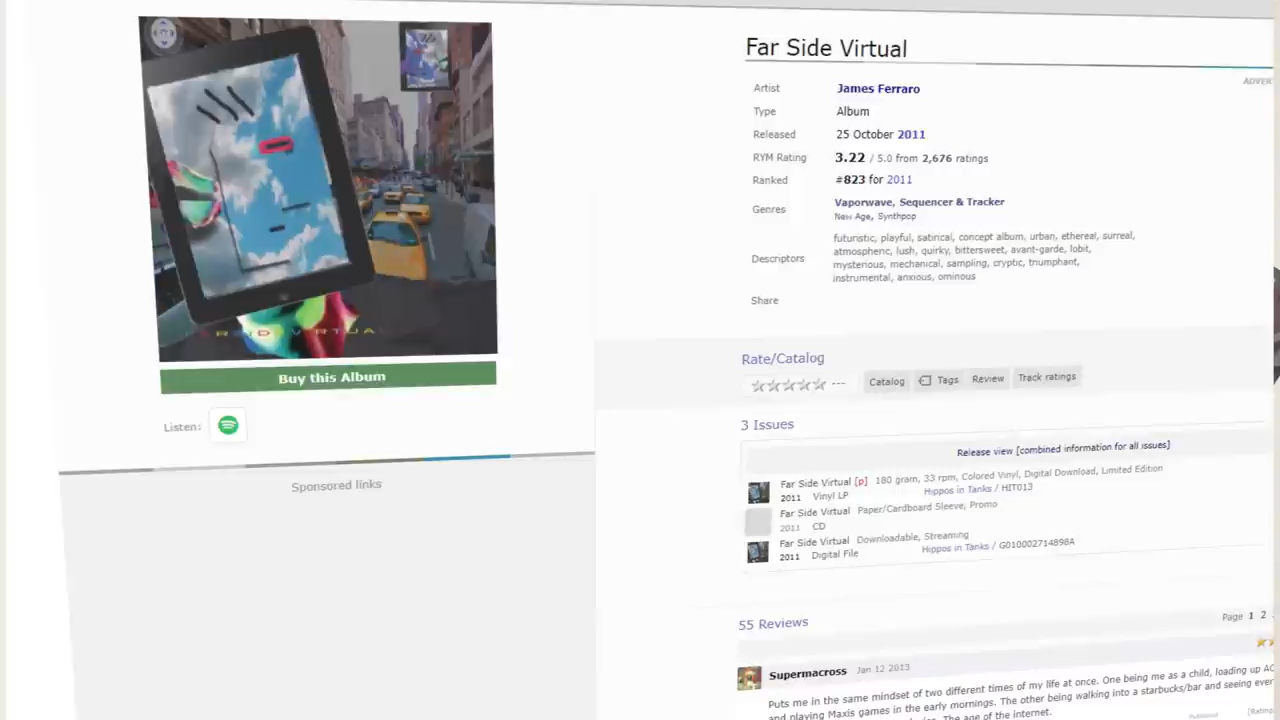 Far Side Virtual
Artist James Ferraro
Type Album
Released 25 October 2011
RYM Rating 3.22 / 5.0 from 2,676 ratings
Ranked #823 for 2011
Genres Vaporwave, Sequencer & Tracker
New Age, Synthpop
Descriptors futuristic, playful, satirical, concept album, urban, ethereal, surreal,
atmospheric, lush, quirky, bittersweet, avant-garde, lobit,
mysterious, mechanical, sampling, cryptic, triumphant,
instrumental, anxious, ominous
Share
Buy this Album
Listen:
Sponsored links
Rate/Catalog
--- Catalog Tags Review Track ratings
3 Issues
Release view [combined information for all issues]
Far Side Virtual [p] 180 gram, 33 rpm, Colored Vinyl, Digital Download, Limited Edition
2011 Vinyl LP Hippos in Tanks / HIT013
Far Side Virtual Paper/Cardboard Sleeve, Promo
2011 CD
Far Side Virtual Downloadable, Streaming
2011 Digital File Hippos in Tanks / G010002714898A
55 Reviews
Page 1 2
Supermacross Jan 12 2013
Puts me in the same mindset of two different times of my life at once. One being me as a child, loading up
and playing Maxis games in the early mornings. The other being walking into a starbucks/bar and seeing
The age of the internet.
Published